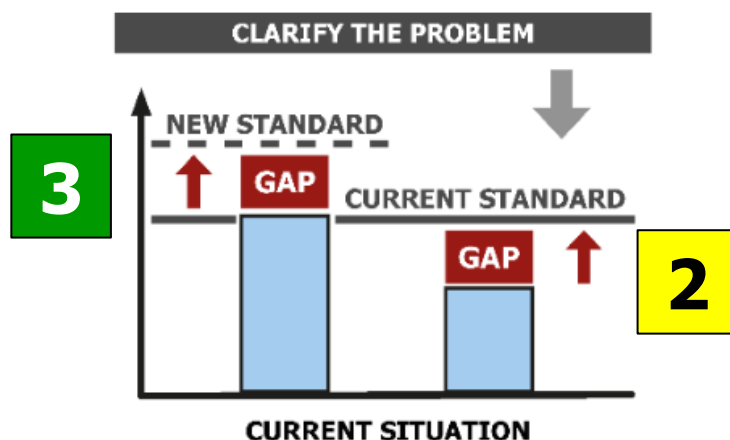 CLARIFY THE PROBLEM
NEW STANDARD
3
GAP
CURRENT STANDARD
GAP
2
CURRENT SITUATION